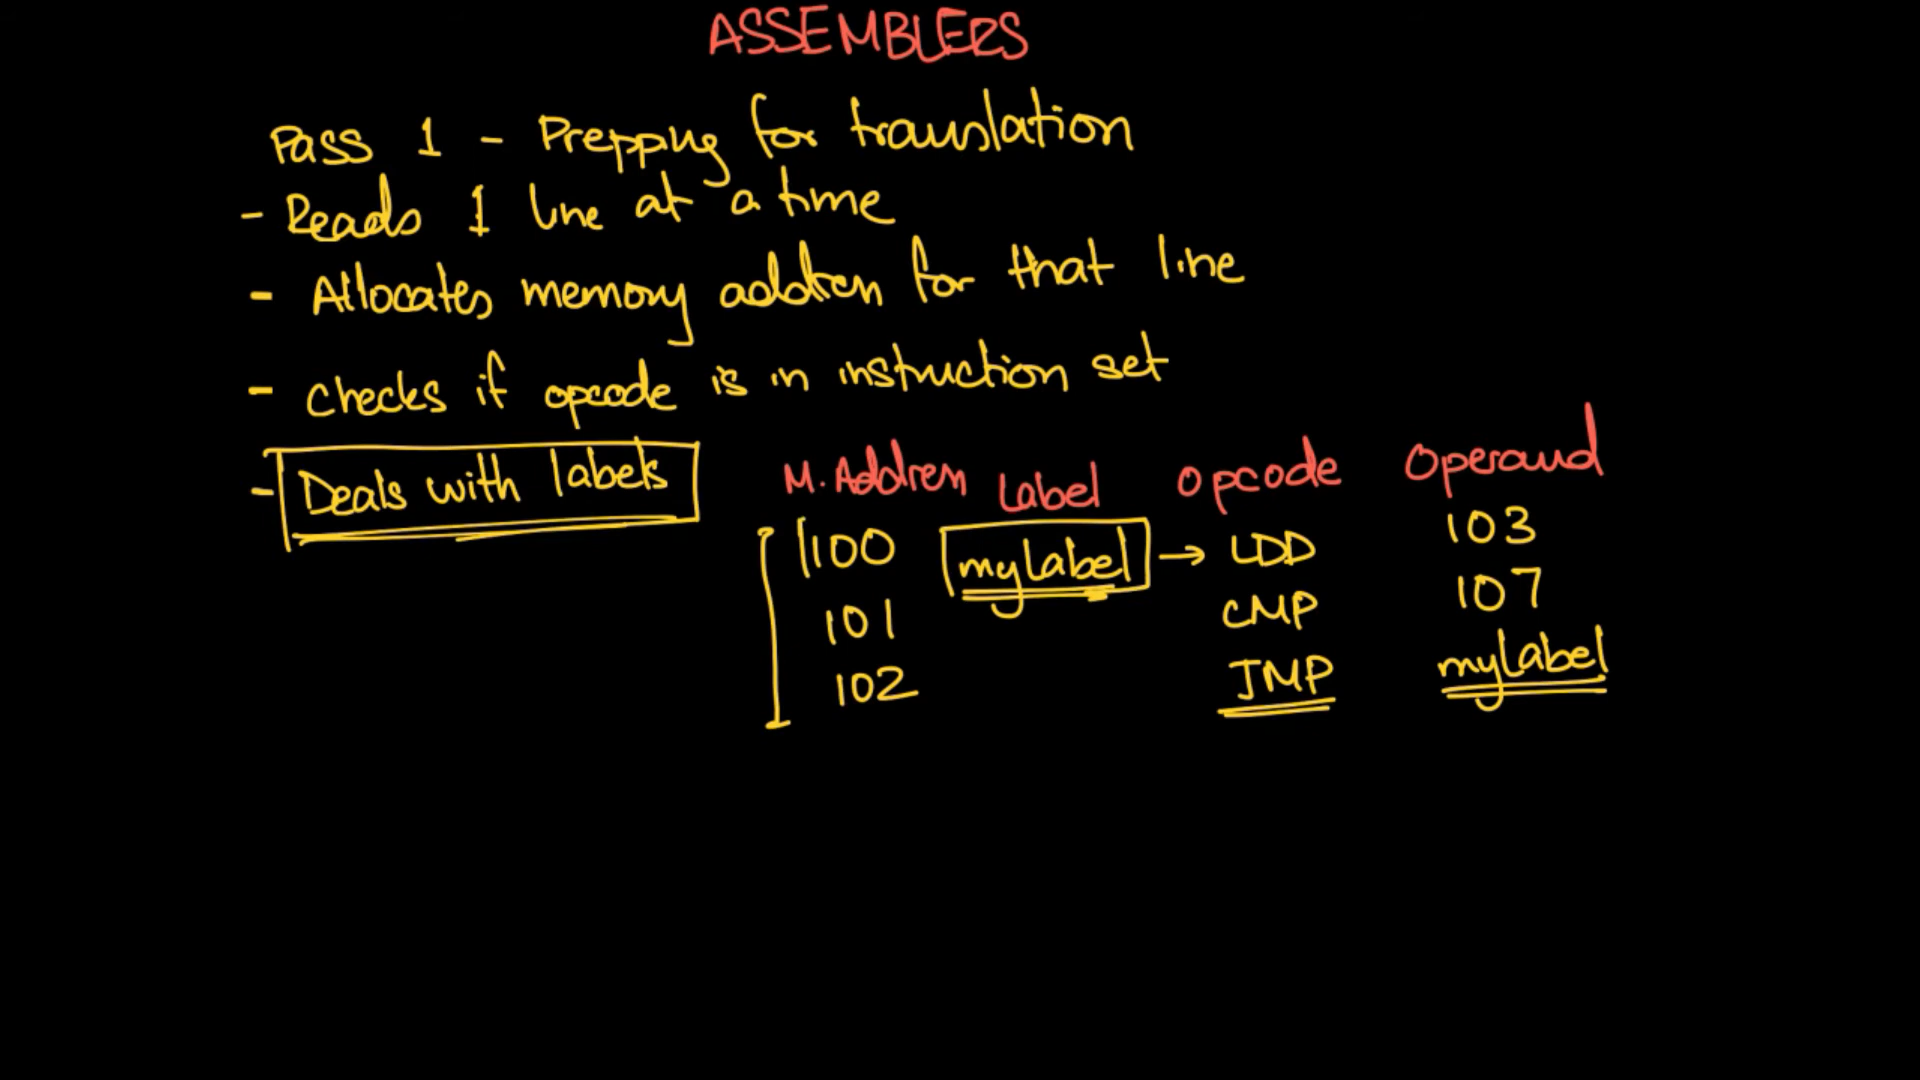 ASSEMBLERS
Pass 1 - Prepping for translation
- Reads 1 line at a time
- Allocates memory address for that line
- Checks if opcode is in instruction set
- Deals with labels
M. Address Label Opcode Operand
100 mylabel → LDD 103
101 CMP 107
102 JMP mylabel